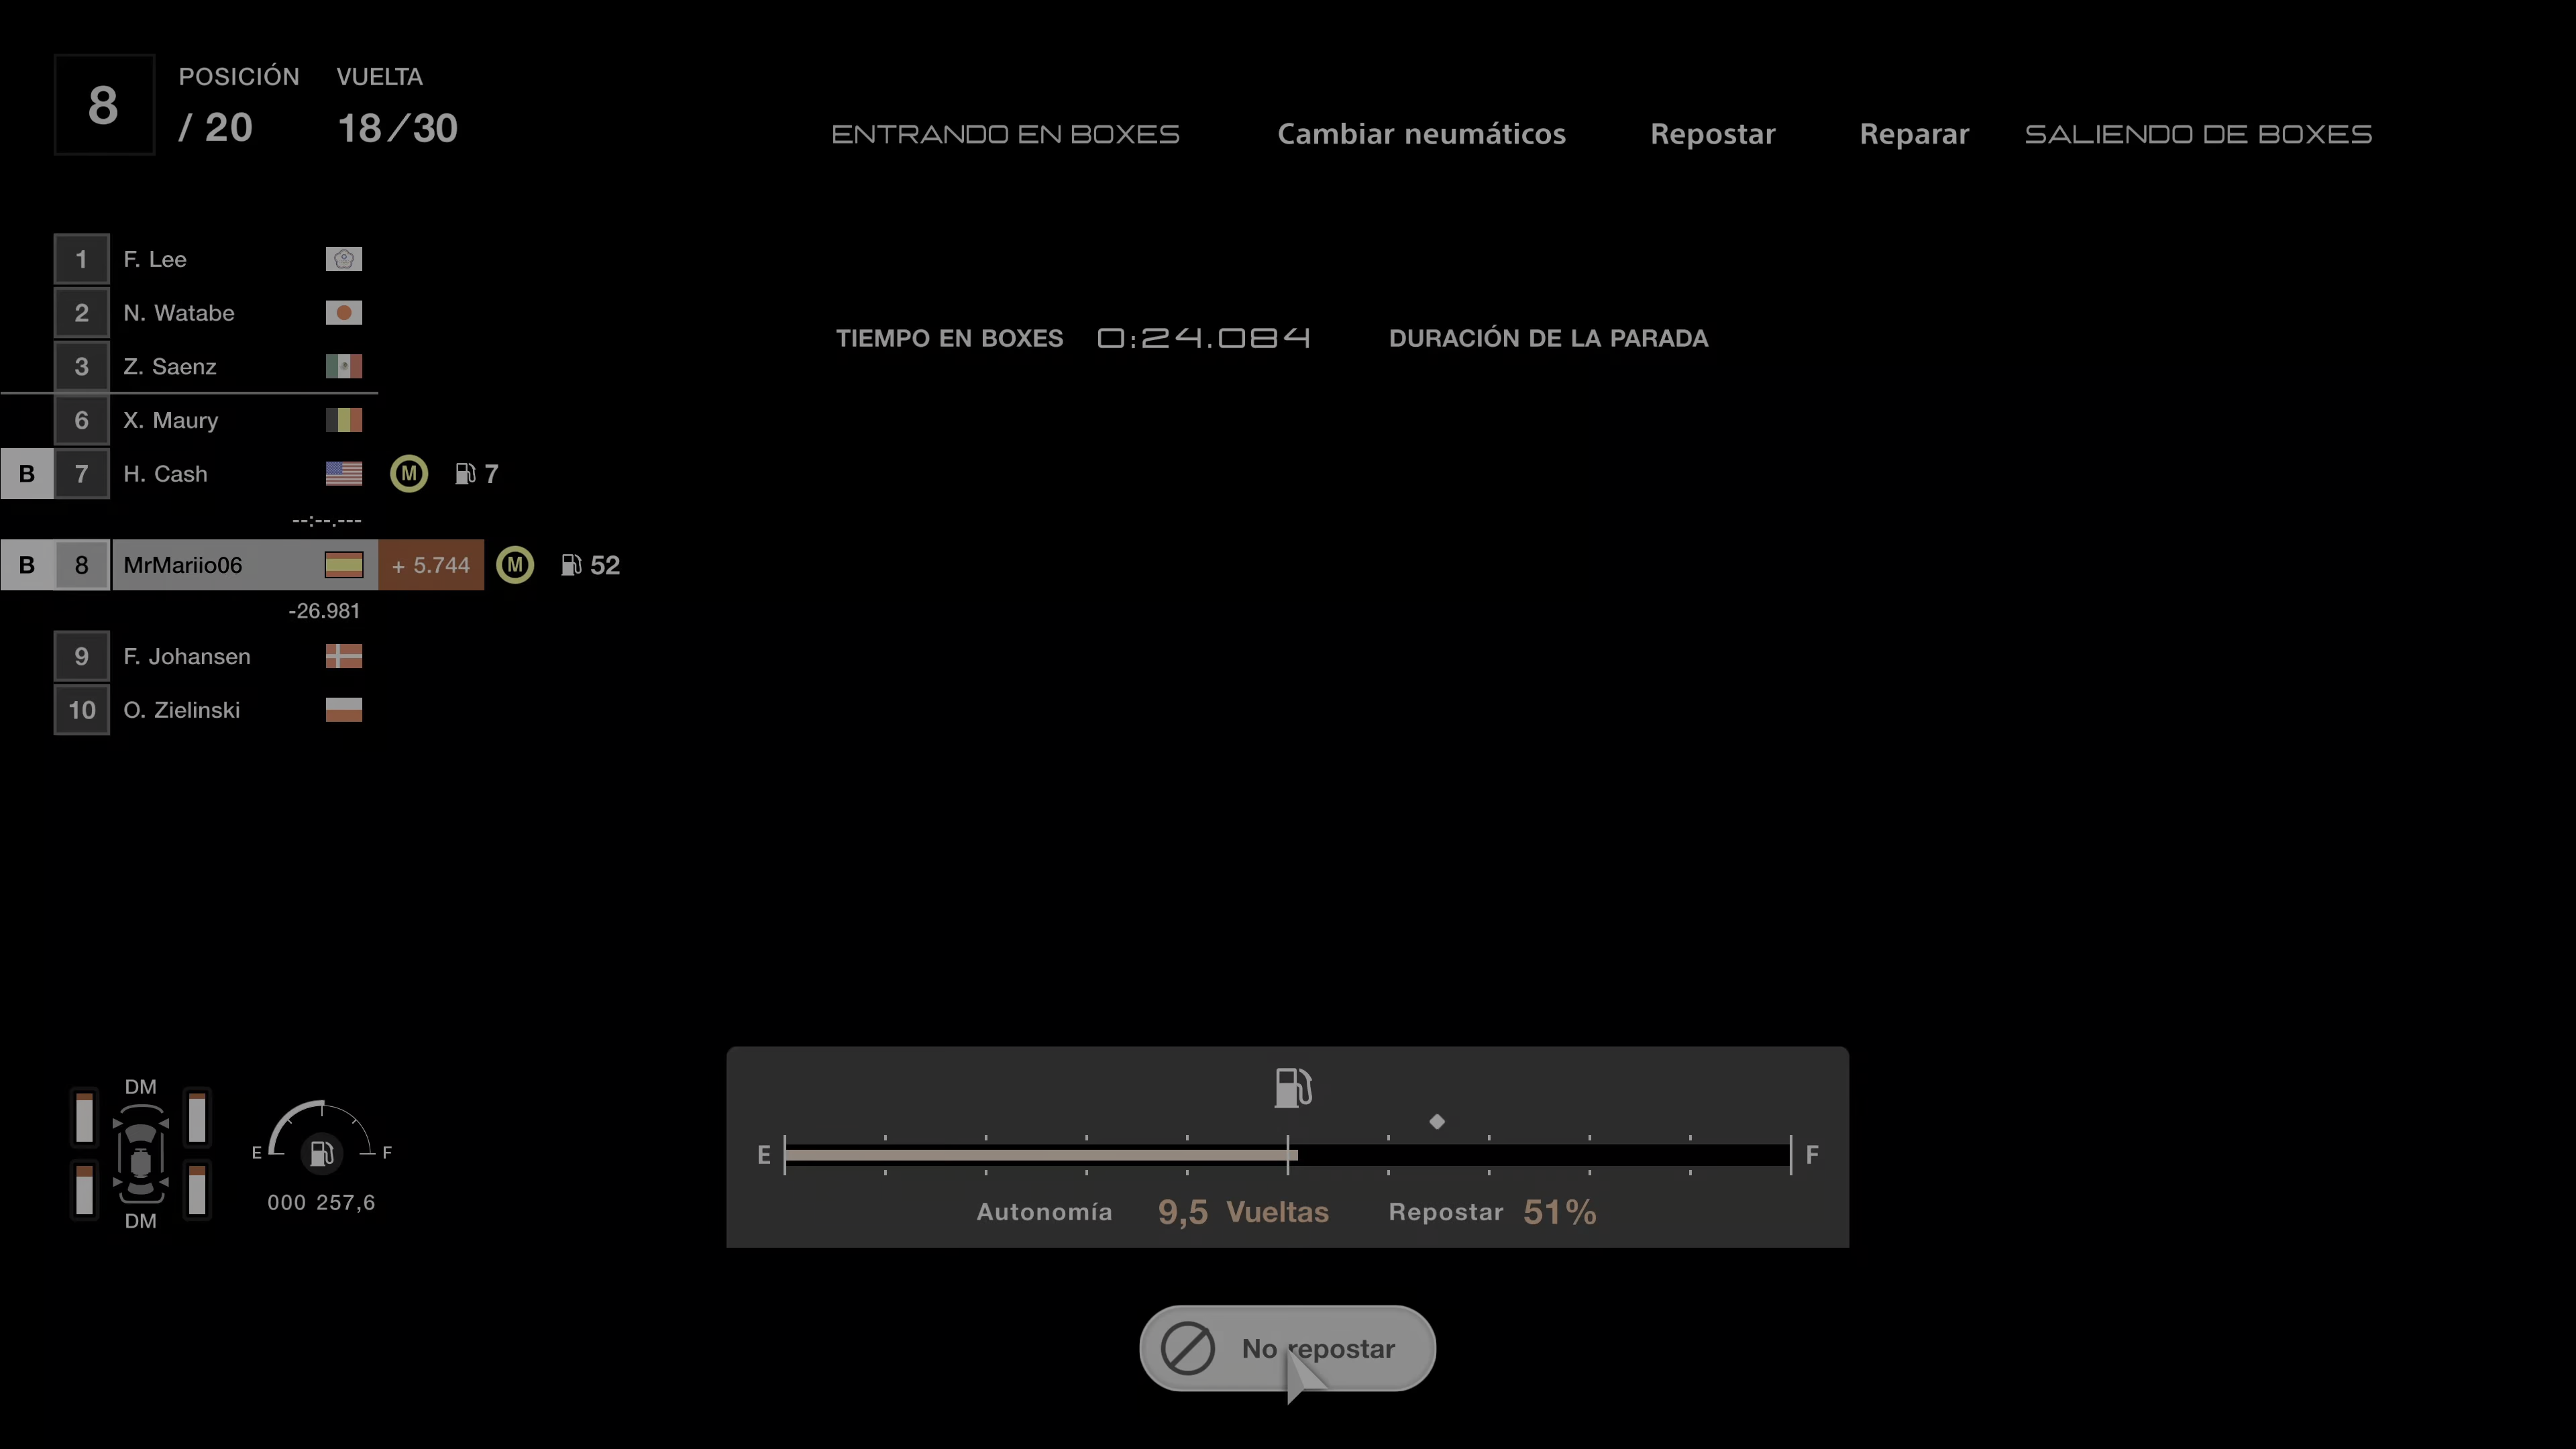 8
POSICIÓN
/ 20
VUELTA
18/30
ENTRANDO EN BOXES
Cambiar neumáticos
Repostar
Reparar
SALIENDO DE BOXES
TIEMPO EN BOXES 0:24.084
DURACIÓN DE LA PARADA
1 F. Lee
2 N. Watabe
3 Z. Saenz
6 X. Maury
B 7 H. Cash M 7
--:--.---
B 8 MrMariio06 + 5.744 M 52
-26.981
9 F. Johansen
10 O. Zielinski
DM
DM
E F
000 257,6
E F
Autonomía 9,5 Vueltas Repostar 51%
No repostar